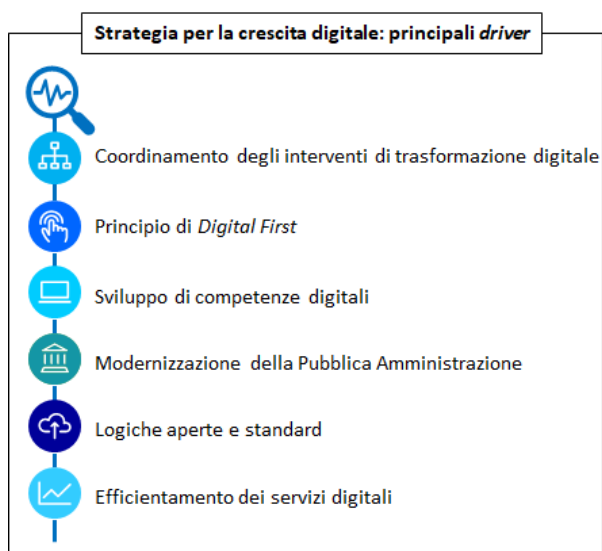 Strategia per la crescita digitale: principali driver
Coordinamento degli interventi di trasformazione digitale
Principio di Digital First
Sviluppo di competenze digitali
Modernizzazione della Pubblica Amministrazione
Logiche aperte e standard
Efficientamento dei servizi digitali